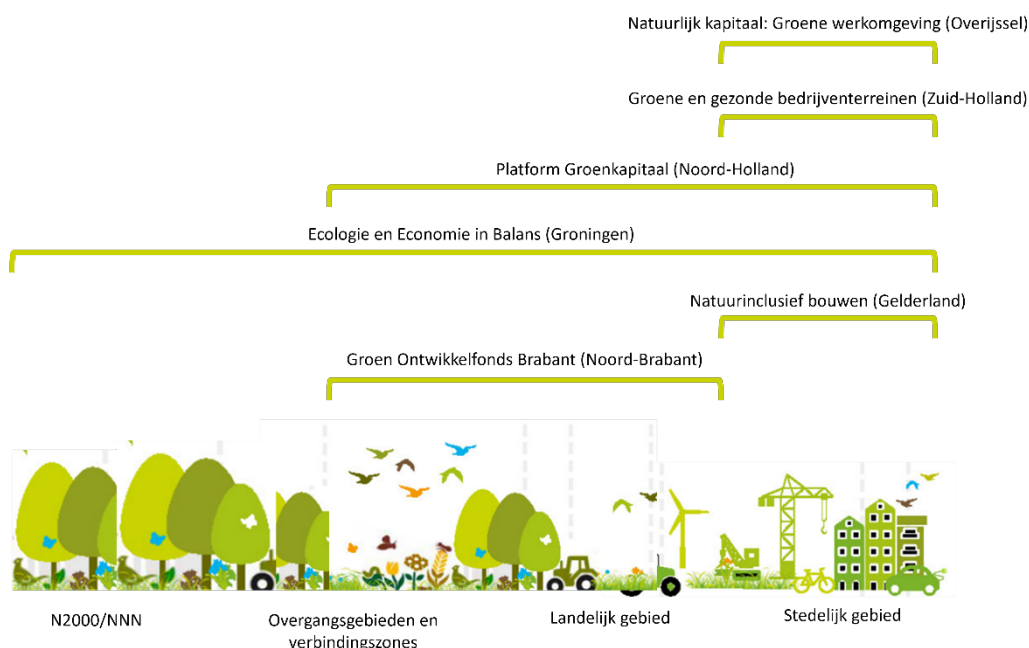 Natuurlijk kapitaal: Groene werkomgeving (Overijssel)
Groene en gezonde bedrijventerreinen (Zuid-Holland)
Platform Groenkapitaal (Noord-Holland)
Ecologie en Economie in Balans (Groningen)
Natuurinclusief bouwen (Gelderland)
Groen Ontwikkelfonds Brabant (Noord-Brabant)
N2000/NNN
Overgangsgebieden en
verbindingszones
Landelijk gebied
Stedelijk gebied